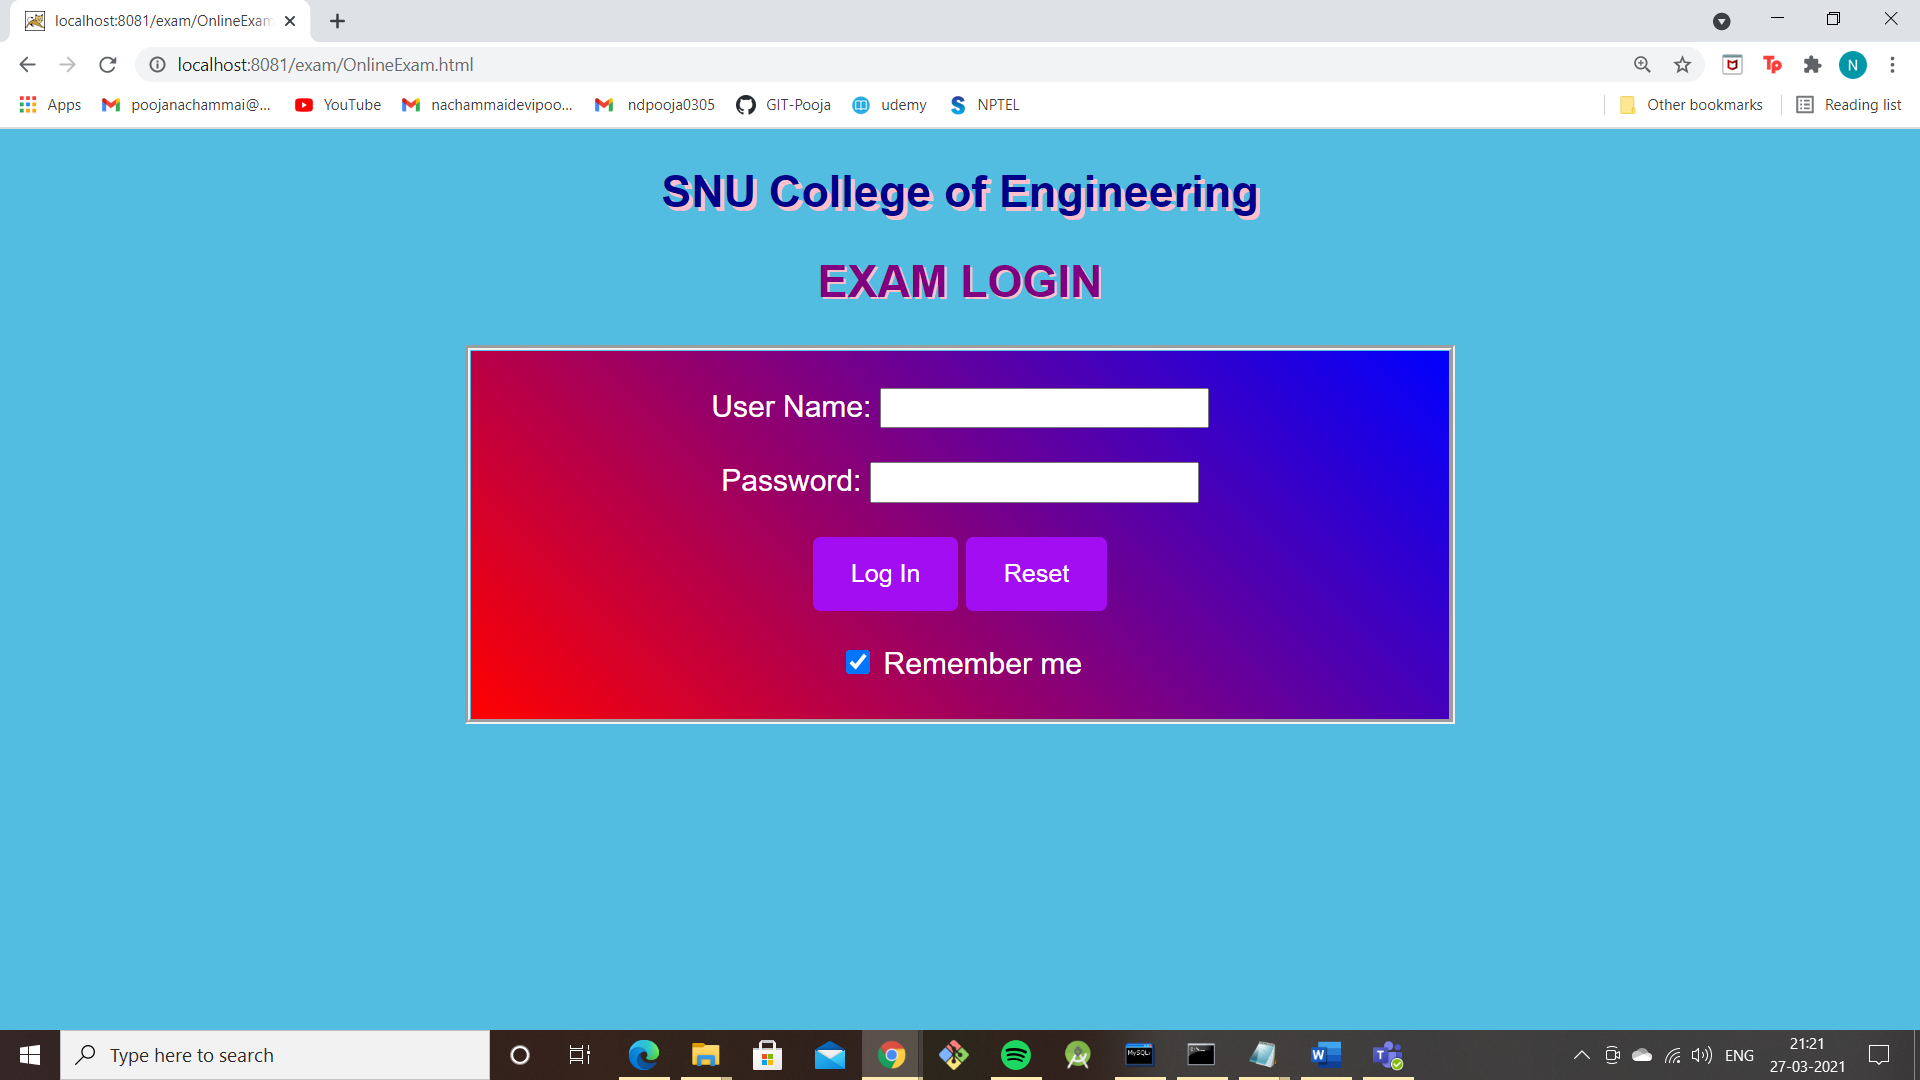 localhost:8081/exam/OnlineExam
localhost:8081/exam/OnlineExam.html
N
Apps
poojanachammai@...
YouTube
nachammaidevipoo...
ndpooja0305
GIT-Pooja
udemy
NPTEL
Other bookmarks
Reading list
SNU College of Engineering
EXAM LOGIN
User Name:
Password:
Log In
Reset
Remember me
Type here to search
MySQL
ENG
21:21
27-03-2021